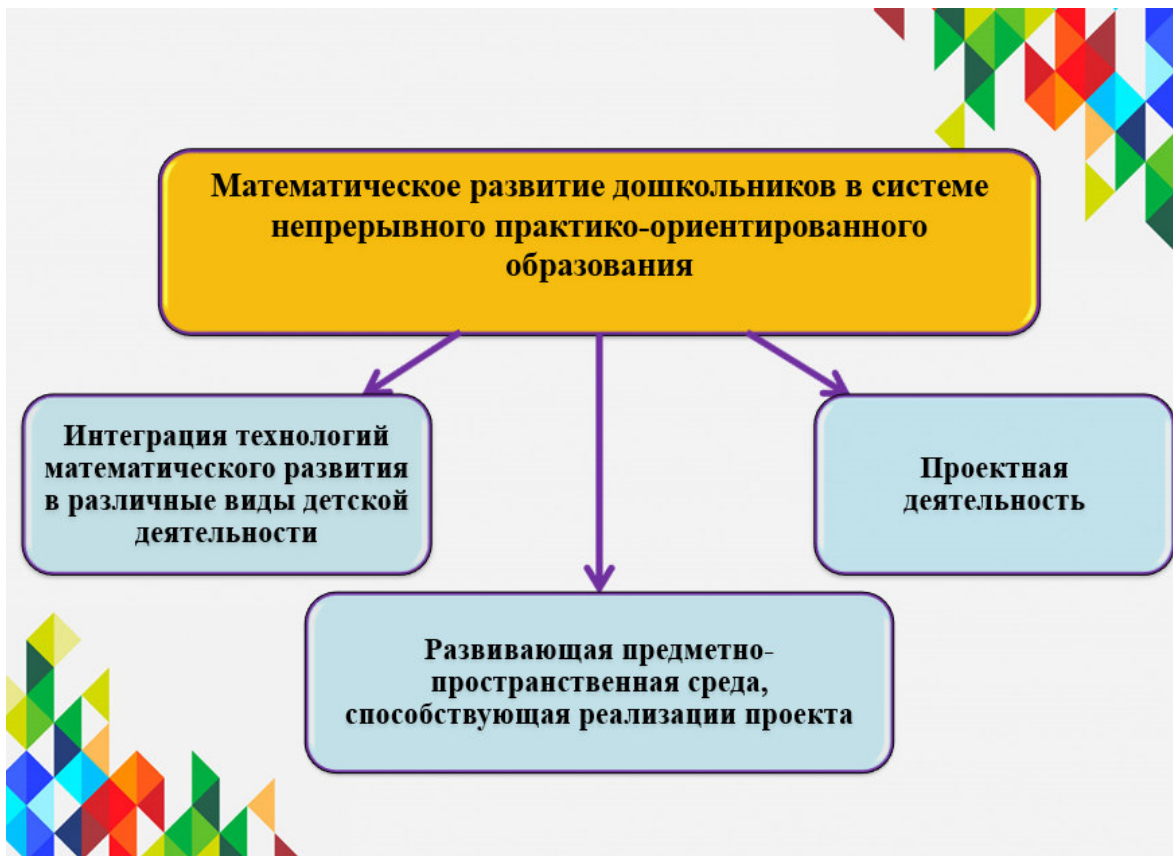 Математическое развитие дошкольников в системе
непрерывного практико-ориентированного
образования
Интеграция технологий
математического развития
в различные виды детской
деятельности
Проектная
деятельность
Развивающая предметно-
пространственная среда,
способствующая реализации проекта